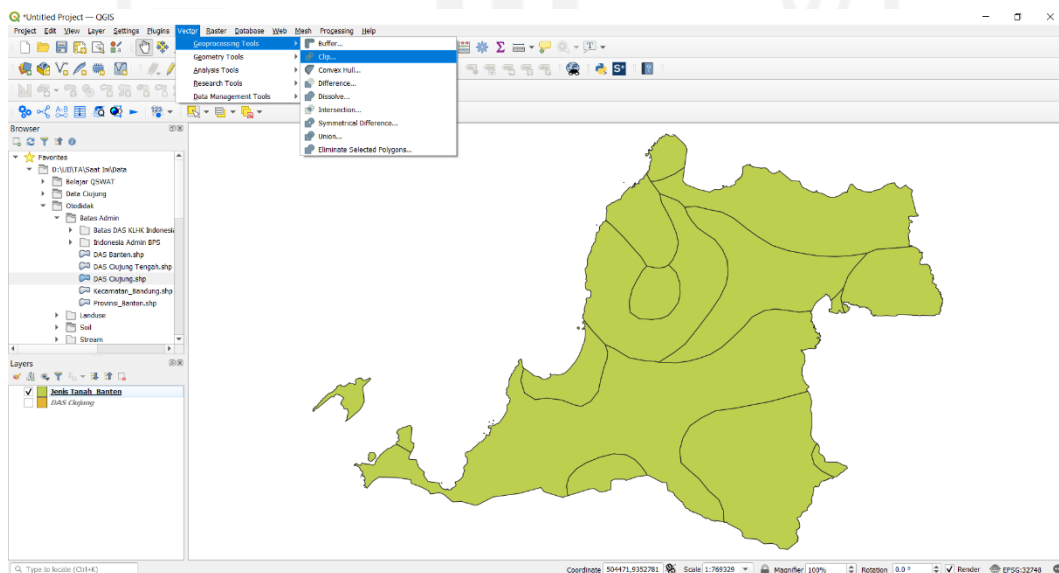 *Untitled Project — QGIS
Project Edit View Layer Settings Plugins Vector Raster Database Web Mesh Processing Help
Geoprocessing Tools
Geometry Tools
Analysis Tools
Research Tools
Data Management Tools
Buffer...
Clip...
Convex Hull...
Difference...
Dissolve...
Intersection...
Symmetrical Difference...
Union...
Eliminate Selected Polygons...
Browser
Favorites
D:\UII\TA\Saat Ini\Data
Belajar QSWAT
Data Ciujung
Otodidak
Batas Admin
Batas DAS KLHK Indonesia
Indonesia Admin BPS
DAS Banten.shp
DAS Ciujung Tengah.shp
DAS Ciujung.shp
Kecamatan_Bandung.shp
Provinsi_Banten.shp
Landuse
Soil
Stream
Layers
Jenis Tanah Banten
DAS Ciujung
Type to locate (Ctrl+K)
Coordinate 504471,9352781 Scale 1:769329 Magnifier 100% Rotation 0.0 ° Render EPSG:32748